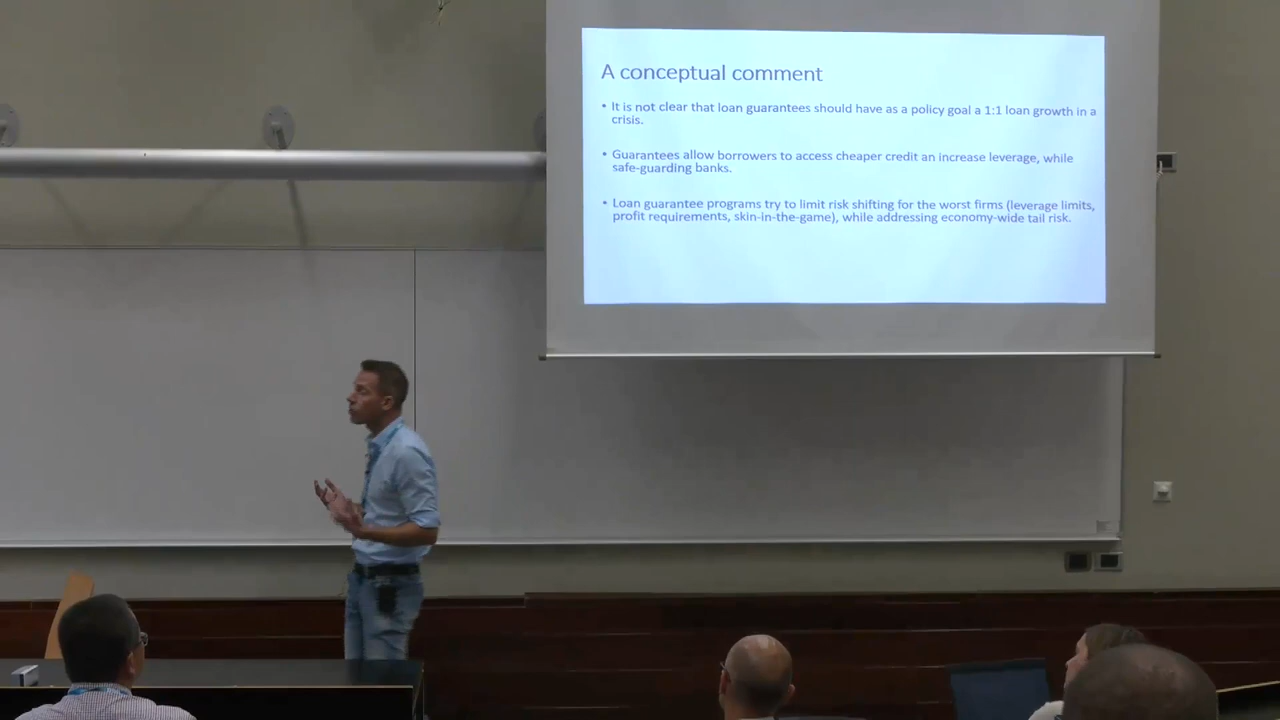 A conceptual comment
• It is not clear that loan guarantees should have as a policy goal a 1:1 loan growth in a
crisis.
• Guarantees allow borrowers to access cheaper credit an increase leverage, while
safe-guarding banks.
• Loan guarantee programs try to limit risk shifting for the worst firms (leverage limits,
profit requirements, skin-in-the-game), while addressing economy-wide tail risk.